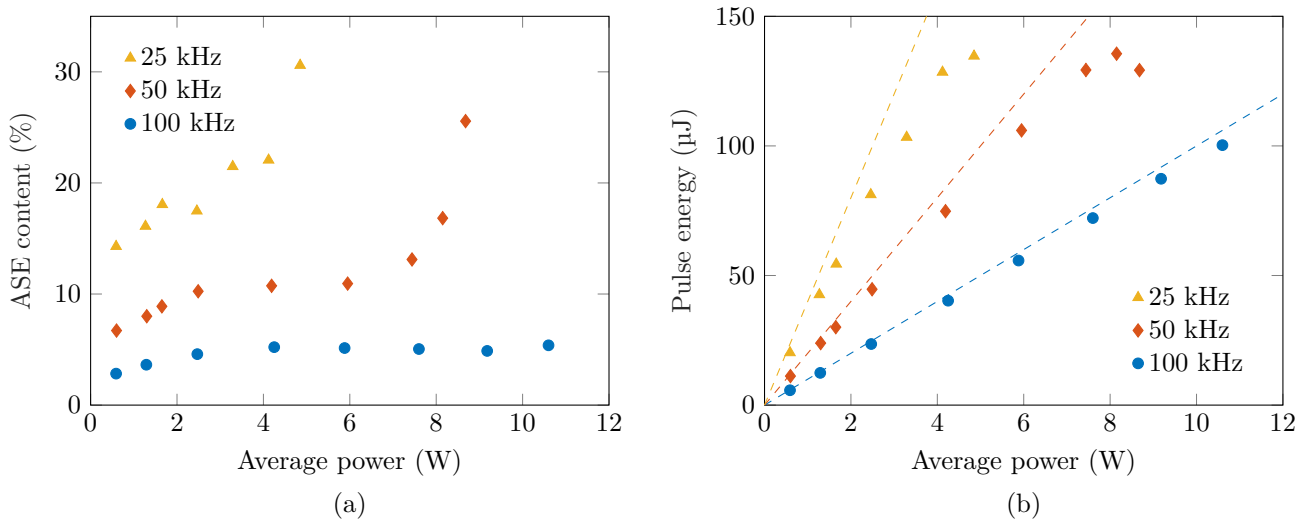 25 kHz
50 kHz
100 kHz
ASE content (%)
30
20
10
0
0 2 4 6 8 10 12
Average power (W)
(a)
Pulse energy (µJ)
150
100
50
0
25 kHz
50 kHz
100 kHz
0 2 4 6 8 10 12
Average power (W)
(b)